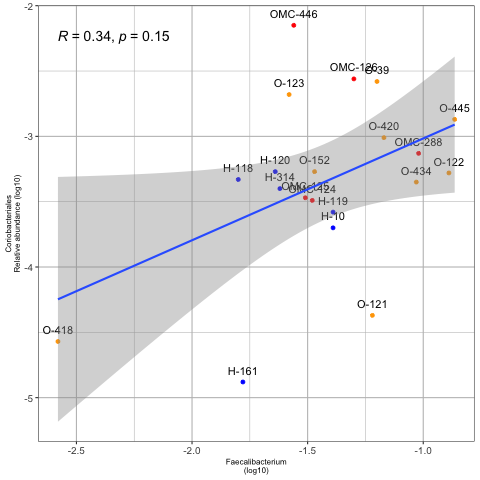 R = 0.34, p = 0.15
OMC-446
O-39
O-123
O-445
O-420
OMC-288
H-120
O-152
H-118
O-122
H-314
O-434
H-119
H-10
O-121
O-418
H-161
-2
-3
-4
-5
-2.5
-2.0
-1.5
-1.0
Coriobacteriales
Relative abundance (log10)
Faecalibacterium
(log10)